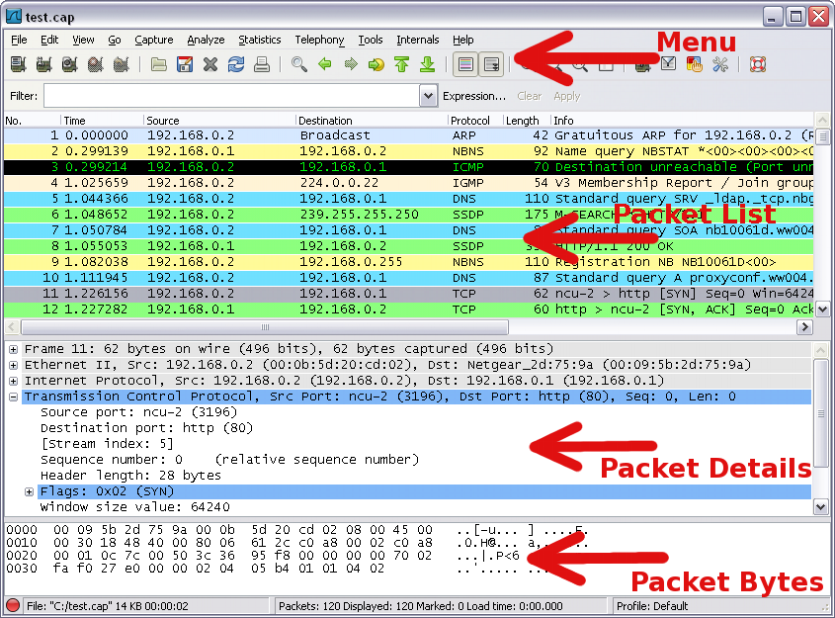 test.cap
File Edit View Go Capture Analyze Statistics Telephony Tools Internals Help
Menu
Filter: Expression... Clear Apply
No. Time Source Destination Protocol Length Info
1 0.000000 192.168.0.2 Broadcast ARP 42 Gratuitous ARP for 192.168.0.2 (R
2 0.299139 192.168.0.1 192.168.0.2 NBNS 92 Name query NBSTAT *<00><00><00><0
3 0.299214 192.168.0.2 192.168.0.1 ICMP 70 Destination unreachable (Port unr
4 1.025659 192.168.0.2 224.0.0.22 IGMP 54 V3 Membership Report / Join group
5 1.044366 192.168.0.2 192.168.0.1 DNS 110 Standard query SRV _ldap._tcp.nbg
6 1.048652 192.168.0.2 239.255.255.250 SSDP 175 M-SEARCH
Packet List
7 1.050784 192.168.0.2 192.168.0.1 DNS Standard query SOA nb10061d.ww004
8 1.055053 192.168.0.1 192.168.0.2 SSDP HTTP/1.1 200 OK
9 1.082038 192.168.0.2 192.168.0.255 NBNS 110 Registration NB NB10061D<00>
10 1.111945 192.168.0.2 192.168.0.1 DNS 87 Standard query A proxyconf.ww004.
11 1.226156 192.168.0.2 192.168.0.1 TCP 62 ncu-2 > http [SYN] Seq=0 Win=6424
12 1.227282 192.168.0.1 192.168.0.2 TCP 60 http > ncu-2 [SYN, ACK] Seq=0 Ack
Frame 11: 62 bytes on wire (496 bits), 62 bytes captured (496 bits)
Ethernet II, Src: 192.168.0.2 (00:0b:5d:20:cd:02), Dst: Netgear_2d:75:9a (00:09:5b:2d:75:9a)
Internet Protocol, Src: 192.168.0.2 (192.168.0.2), Dst: 192.168.0.1 (192.168.0.1)
Transmission Control Protocol, Src Port: ncu-2 (3196), Dst Port: http (80), Seq: 0, Len: 0
Source port: ncu-2 (3196)
Destination port: http (80)
[Stream index: 5]
Sequence number: 0 (relative sequence number)
Header length: 28 bytes
Packet Details
Flags: 0x02 (SYN)
Window size value: 64240
0000 00 09 5b 2d 75 9a 00 0b 5d 20 cd 02 08 00 45 00 ..[-u... ] ....E.
0010 00 30 18 48 40 00 80 06 61 2c c0 a8 00 02 c0 a8 .0.H@... a,......
0020 00 01 0c 7c 00 50 3c 36 95 f8 00 00 00 00 70 02 ...|.P<6
0030 fa f0 27 e0 00 00 02 04 05 b4 01 01 04 02 ..'..... ......
Packet Bytes
File: "C:/test.cap" 14 KB 00:00:02 Packets: 120 Displayed: 120 Marked: 0 Load time: 0:00.000 Profile: Default